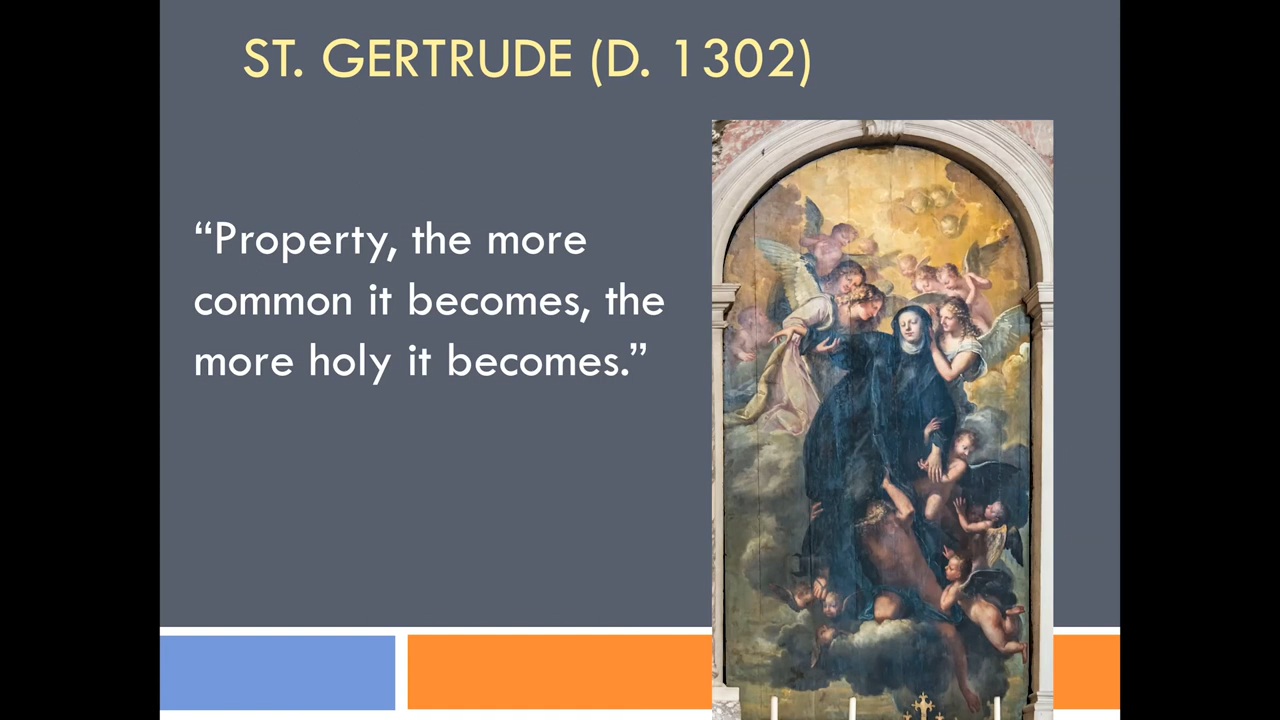 ST. GERTRUDE (D. 1302)
“Property, the more
common it becomes, the
more holy it becomes.”